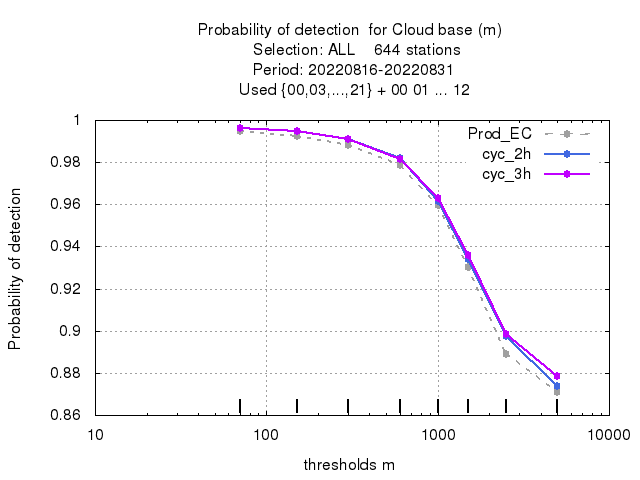 Probability of detection  for Cloud base (m)
Selection: ALL    644 stations
Period: 20220816-20220831
Used {00,03,...,21} + 00 01 ... 12
Prod_EC
cyc_2h
cyc_3h
1
0.98
0.96
0.94
0.92
0.9
0.88
0.86
Probability of detection
10
100
1000
10000
thresholds m